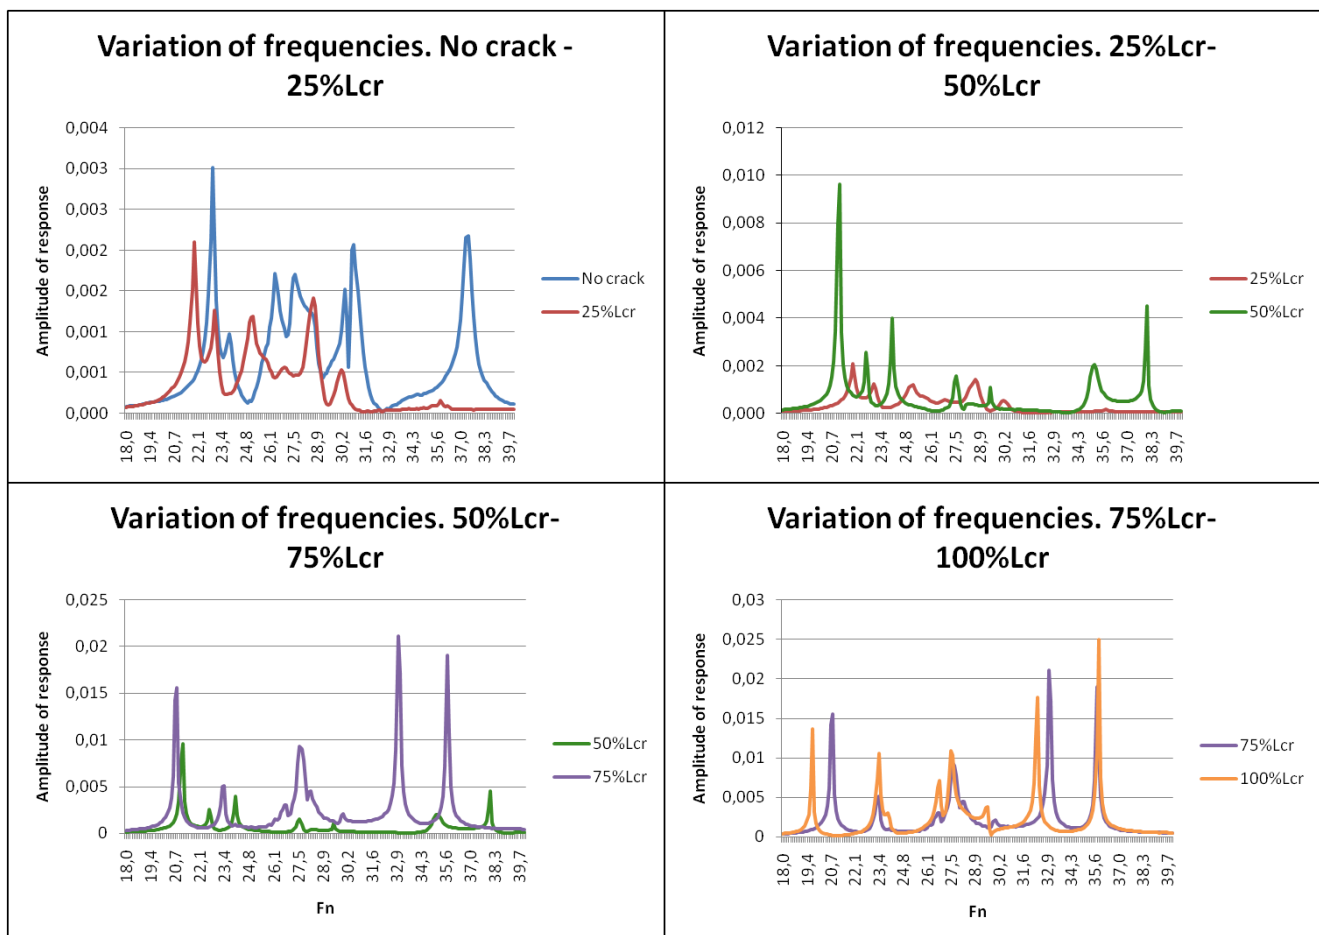 Variation of frequencies. No crack -
25%Lcr
Amplitude of response
0,004
0,003
0,003
0,002
0,002
0,001
0,001
0,000
18,0 19,4 20,7 22,1 23,4 24,8 26,1 27,5 28,9 30,2 31,6 32,9 34,3 35,6 37,0 38,3 39,7
No crack
25%Lcr
Variation of frequencies. 25%Lcr-
50%Lcr
Amplitude of response
0,012
0,010
0,008
0,006
0,004
0,002
0,000
18,0 19,4 20,7 22,1 23,4 24,8 26,1 27,5 28,9 30,2 31,6 32,9 34,3 35,6 37,0 38,3 39,7
25%Lcr
50%Lcr
Variation of frequencies. 50%Lcr-
75%Lcr
Amplitude of response
0,025
0,02
0,015
0,01
0,005
0
18,0 19,4 20,7 22,1 23,4 24,8 26,1 27,5 28,9 30,2 31,6 32,9 34,3 35,6 37,0 38,3 39,7
Fn
50%Lcr
75%Lcr
Variation of frequencies. 75%Lcr-
100%Lcr
Amplitude of response
0,03
0,025
0,02
0,015
0,01
0,005
0
18,0 19,4 20,7 22,1 23,4 24,8 26,1 27,5 28,9 30,2 31,6 32,9 34,3 35,6 37,0 38,3 39,7
Fn
75%Lcr
100%Lcr